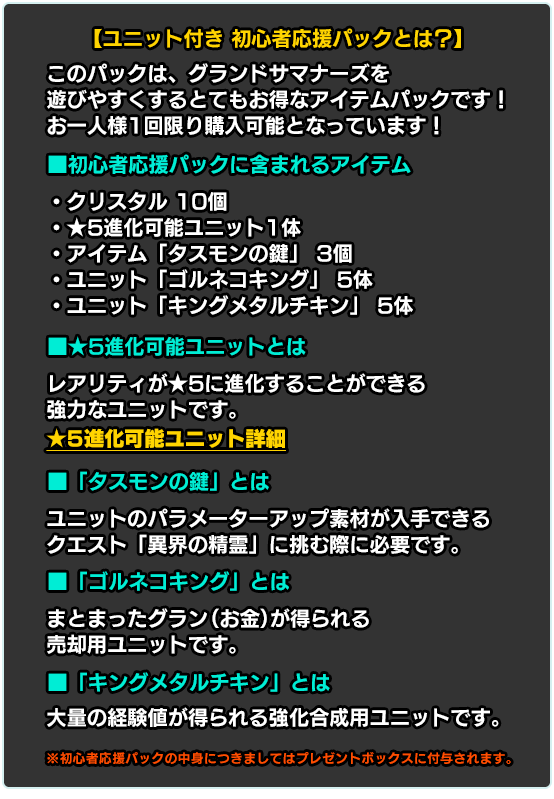 【ユニット付き 初心者応援パックとは?】
このパックは、グランドサマナーズを
遊びやすくするとてもお得なアイテムパックです!
お一人様1回限り購入可能となっています!
■初心者応援パックに含まれるアイテム
・クリスタル 10個
・★5進化可能ユニット1体
・アイテム「タスモンの鍵」 3個
・ユニット「ゴルネコキング」 5体
・ユニット「キングメタルチキン」 5体
■★5進化可能ユニットとは
レアリティが★5に進化することができる
強力なユニットです。
★5進化可能ユニット詳細
■「タスモンの鍵」とは
ユニットのパラメーターアップ素材が入手できる
クエスト「異界の精霊」に挑む際に必要です。
■「ゴルネコキング」とは
まとまったグラン(お金)が得られる
売却用ユニットです。
■「キングメタルチキン」とは
大量の経験値が得られる強化合成用ユニットです。
※初心者応援パックの中身につきましてはプレゼントボックスに付与されます。